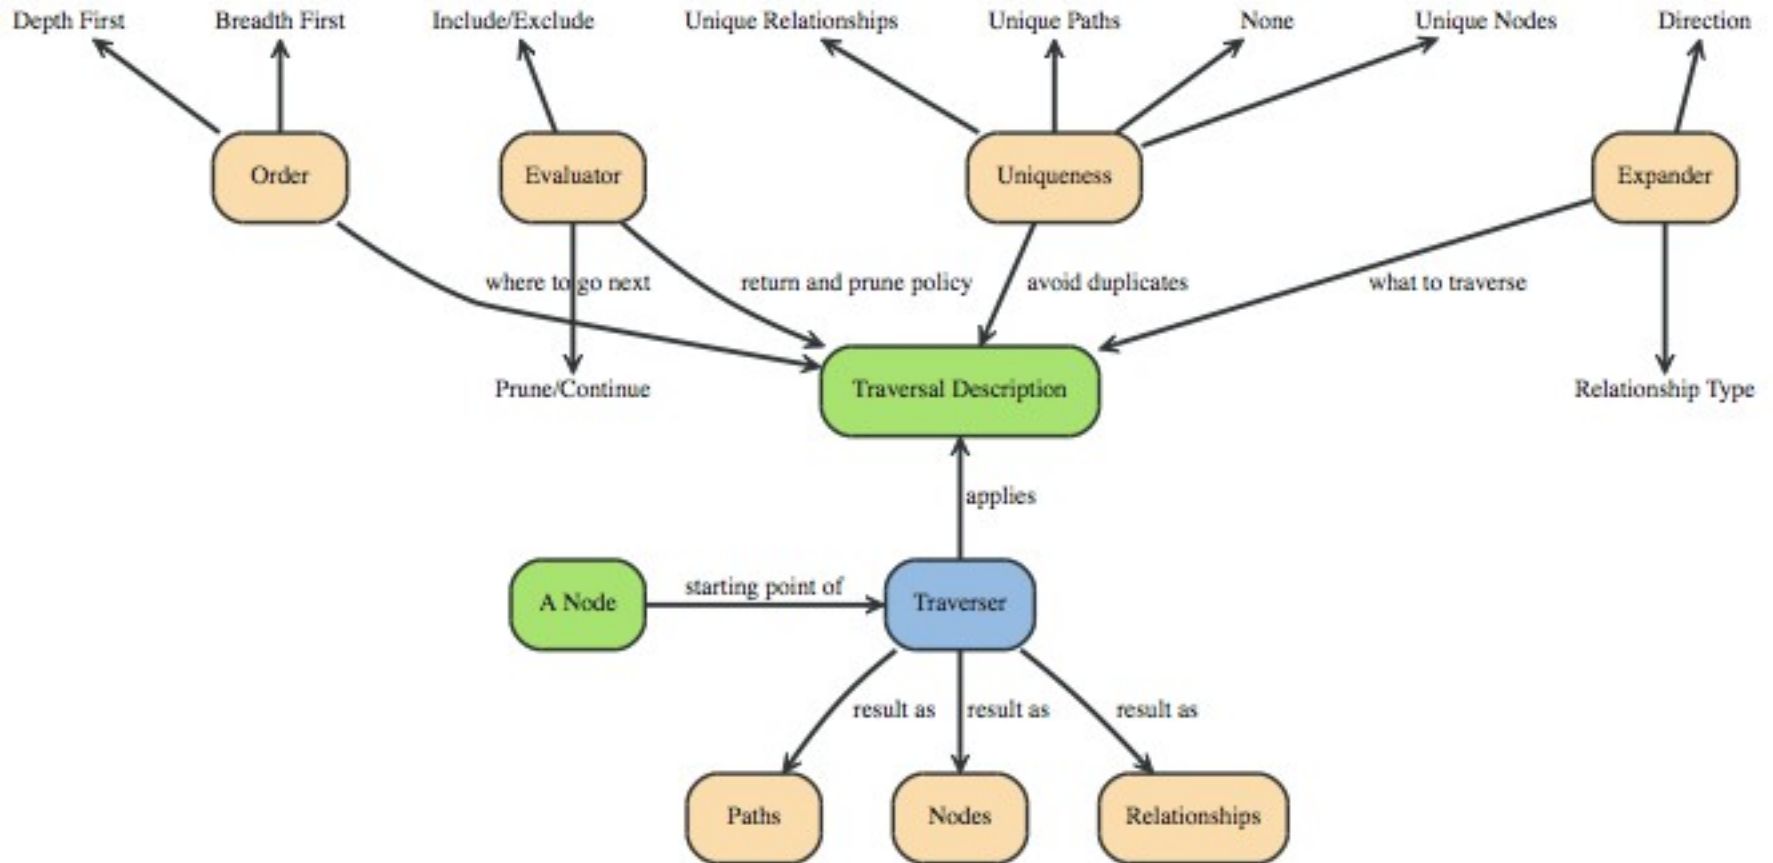 Depth First
Breadth First
Include/Exclude
Unique Relationships
Unique Paths
None
Unique Nodes
Direction
Order
Evaluator
Uniqueness
Expander
where to go next
return and prune policy
avoid duplicates
what to traverse
Prune/Continue
Traversal Description
Relationship Type
applies
A Node
starting point of
Traverser
result as
result as
result as
Paths
Nodes
Relationships